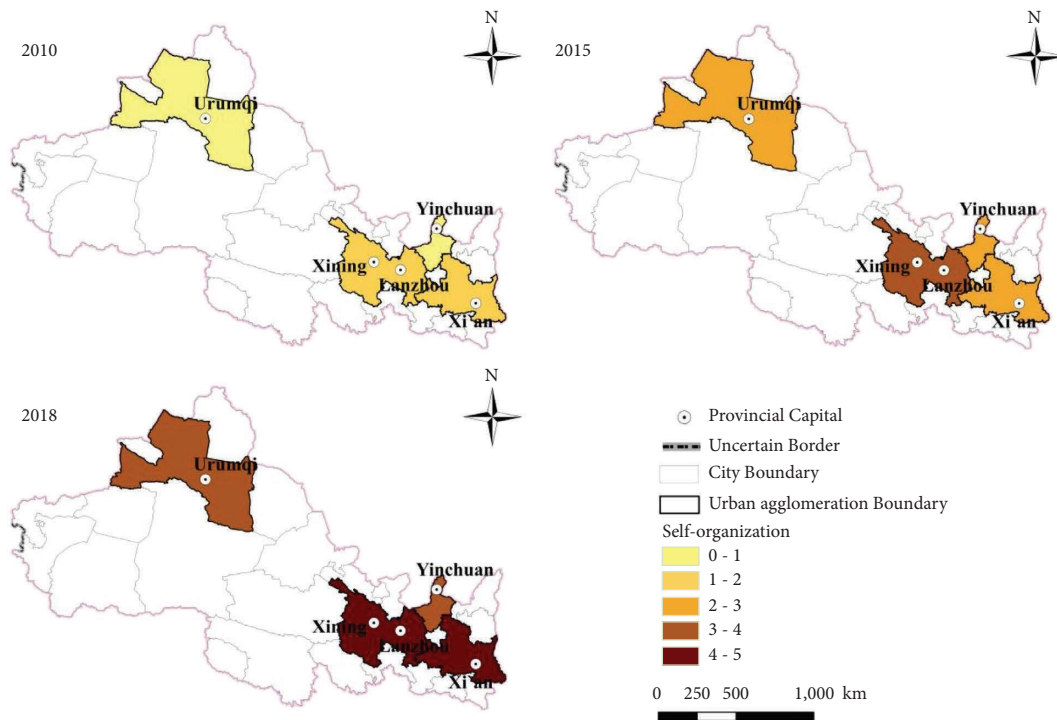 2010
N
Urumqi
Yinchuan
Xining
Lanzhou
Xi'an
2015
N
Urumqi
Yinchuan
Xining
Lanzhou
Xi'an
2018
N
Urumqi
Yinchuan
Xining
Lanzhou
Xi'an
Provincial Capital
Uncertain Border
City Boundary
Urban agglomeration Boundary
Self-organization
0 - 1
1 - 2
2 - 3
3 - 4
4 - 5
0 250 500 1,000 km